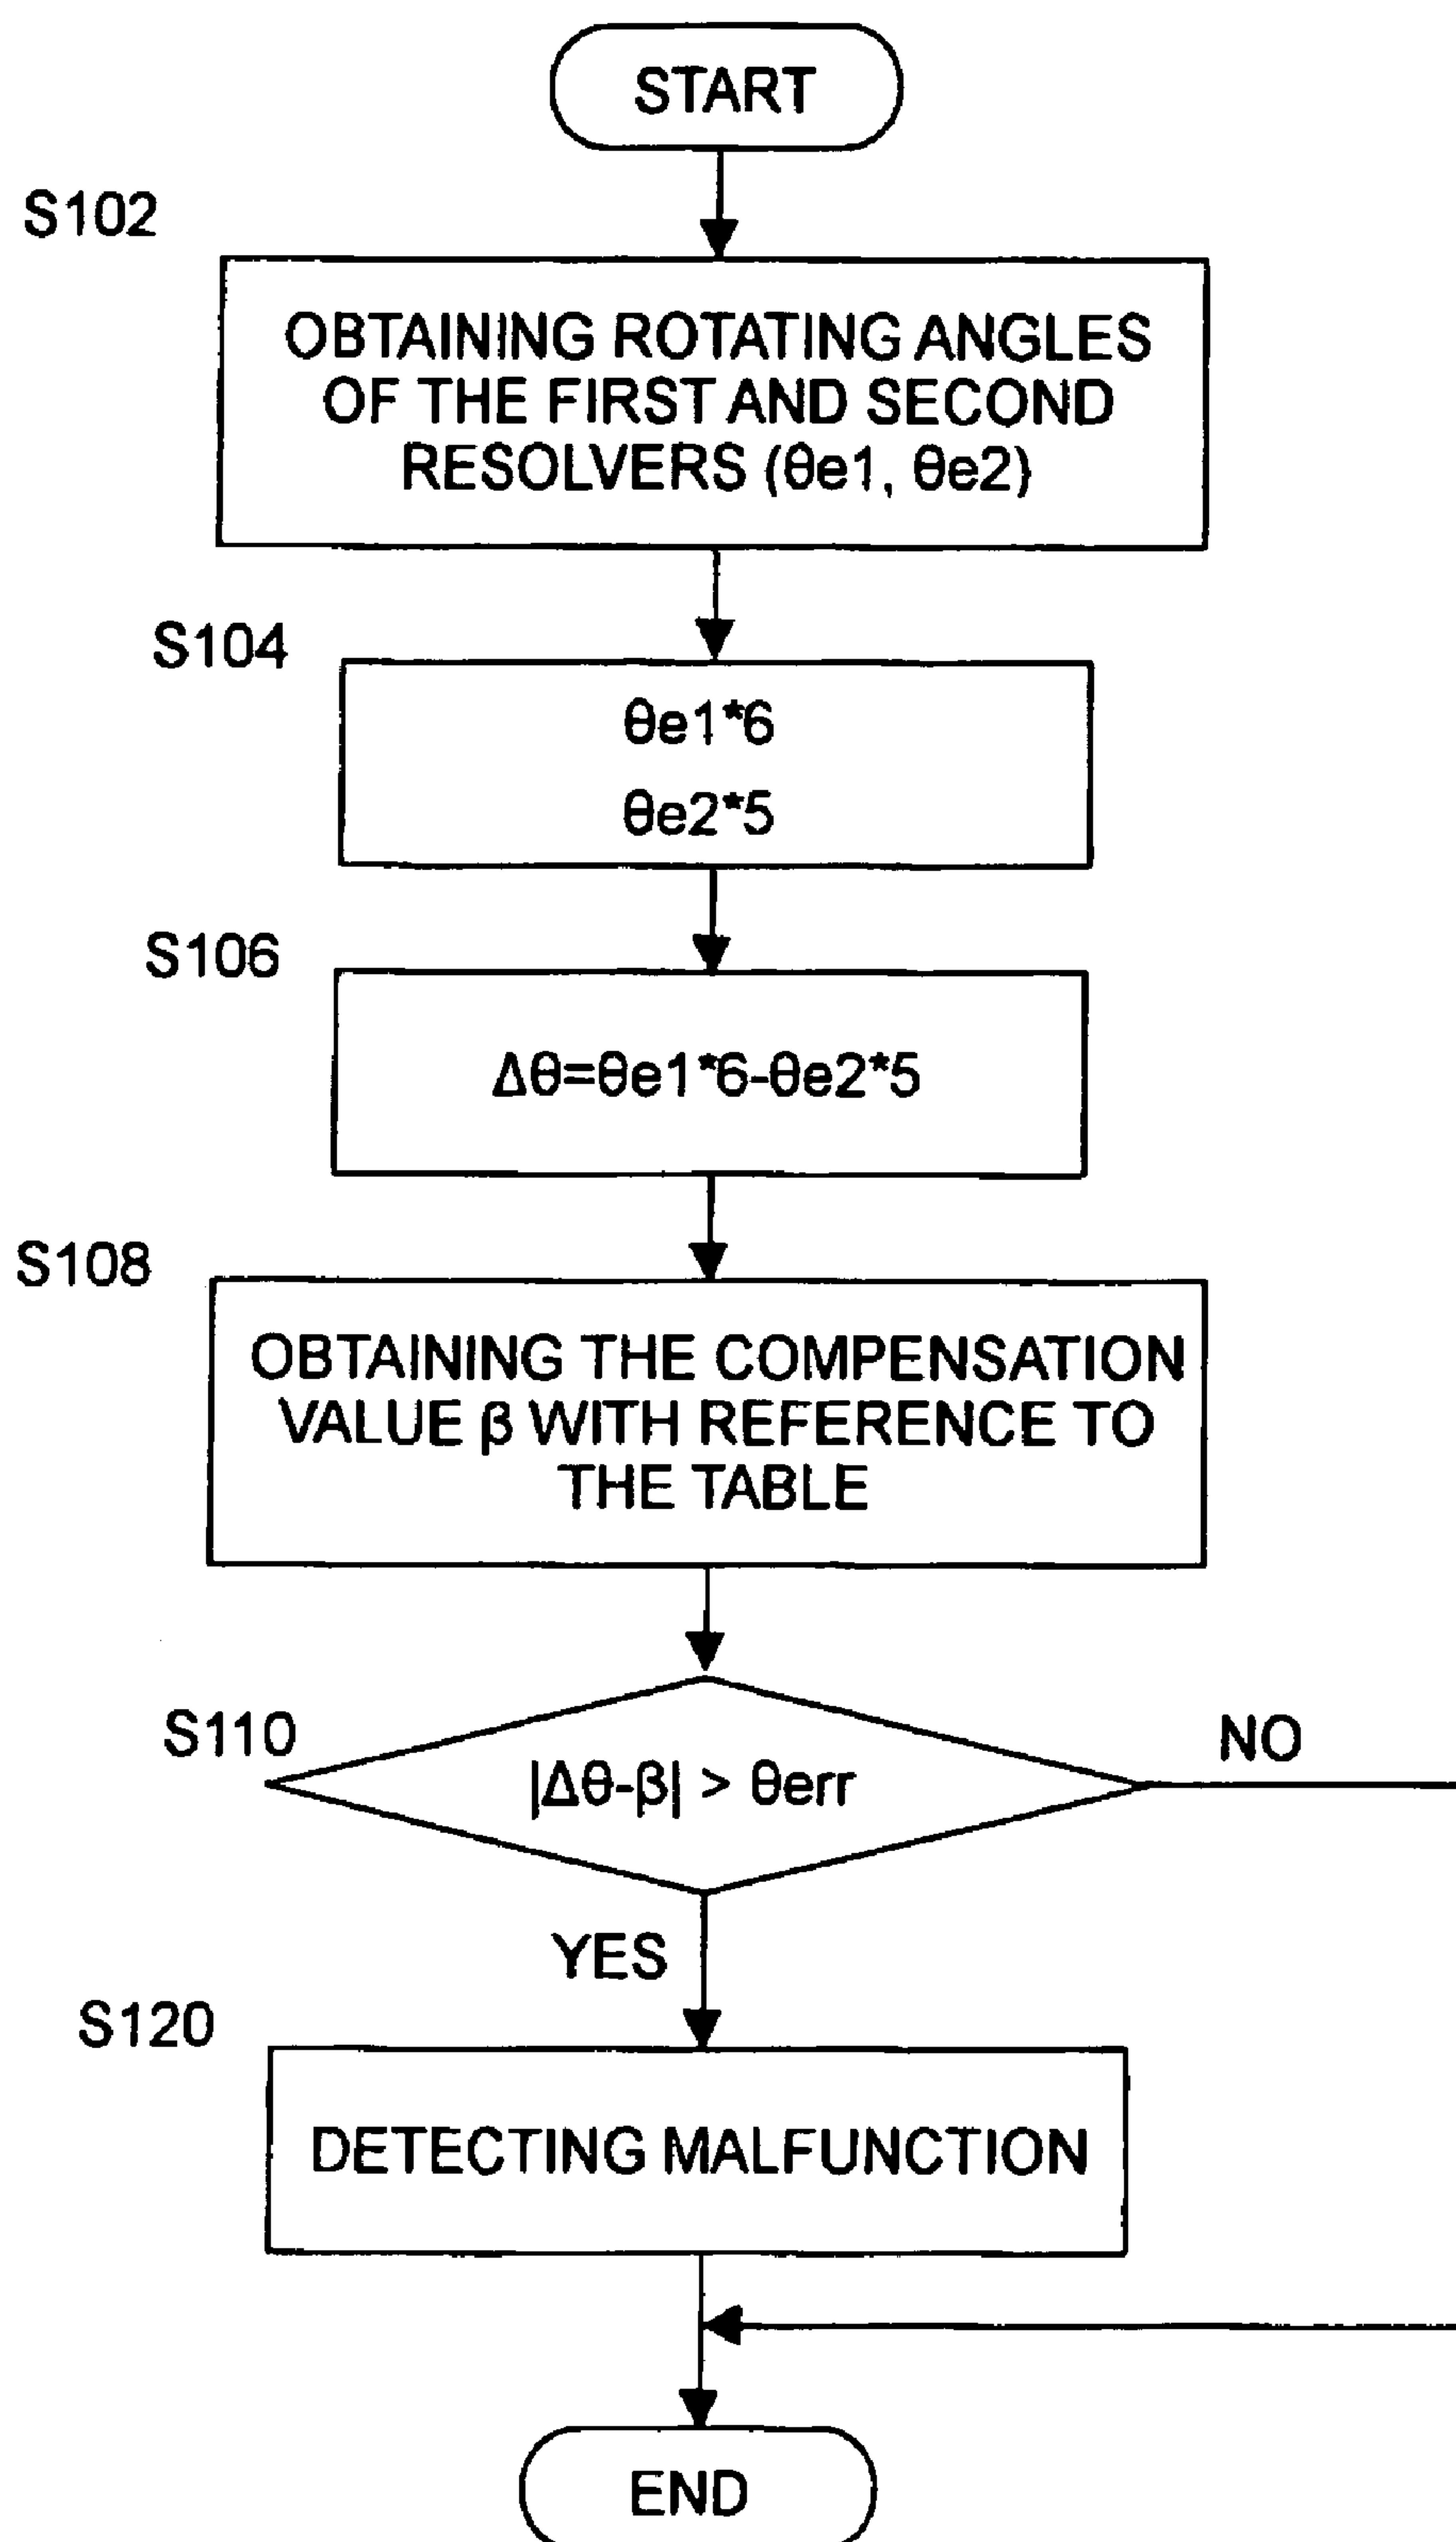 START
S102
OBTAINING ROTATING ANGLES
OF THE FIRST AND SECOND
RESOLVERS (θe1, θe2)
S104
θe1*6
θe2*5
S106
Δθ=θe1*6-θe2*5
S108
OBTAINING THE COMPENSATION
VALUE β WITH REFERENCE TO
THE TABLE
S110
|Δθ-β| > θerr
NO
YES
S120
DETECTING MALFUNCTION
END